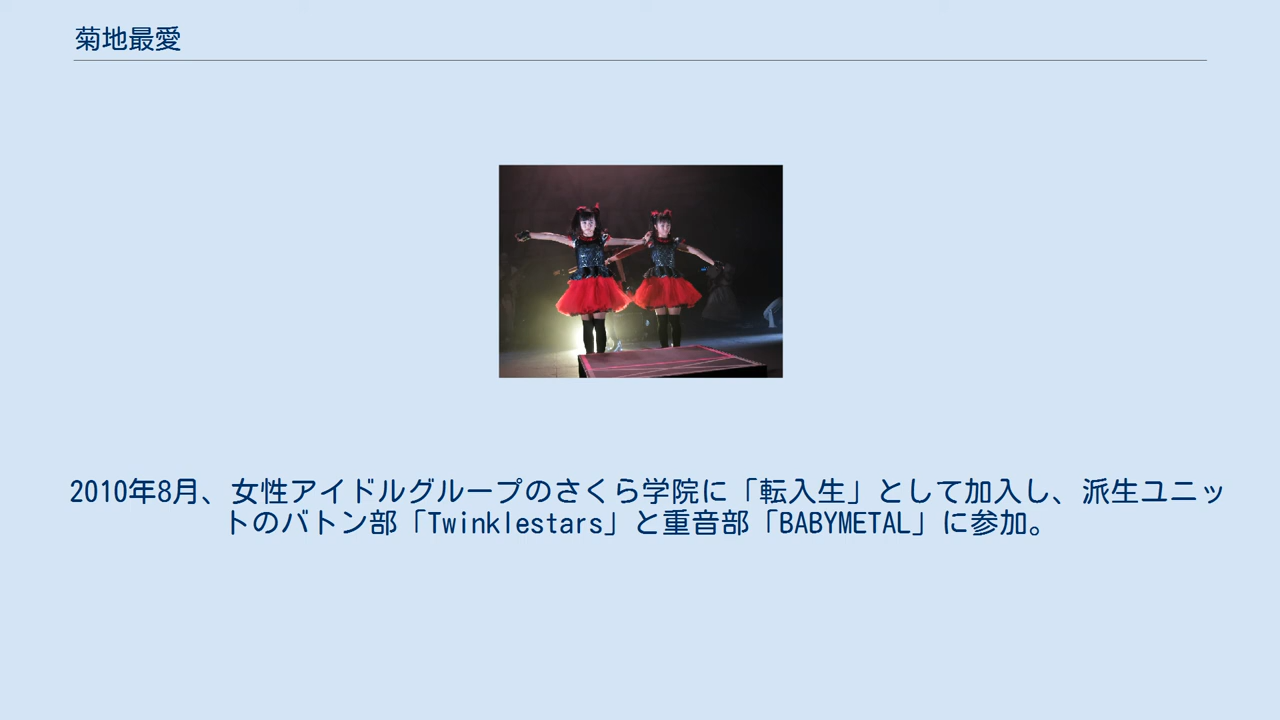 菊地最愛
2010年8月、女性アイドルグループのさくら学院に「転入生」として加入し、派生ユニッ
トのバトン部「Twinklestars」と重音部「BABYMETAL」に参加。